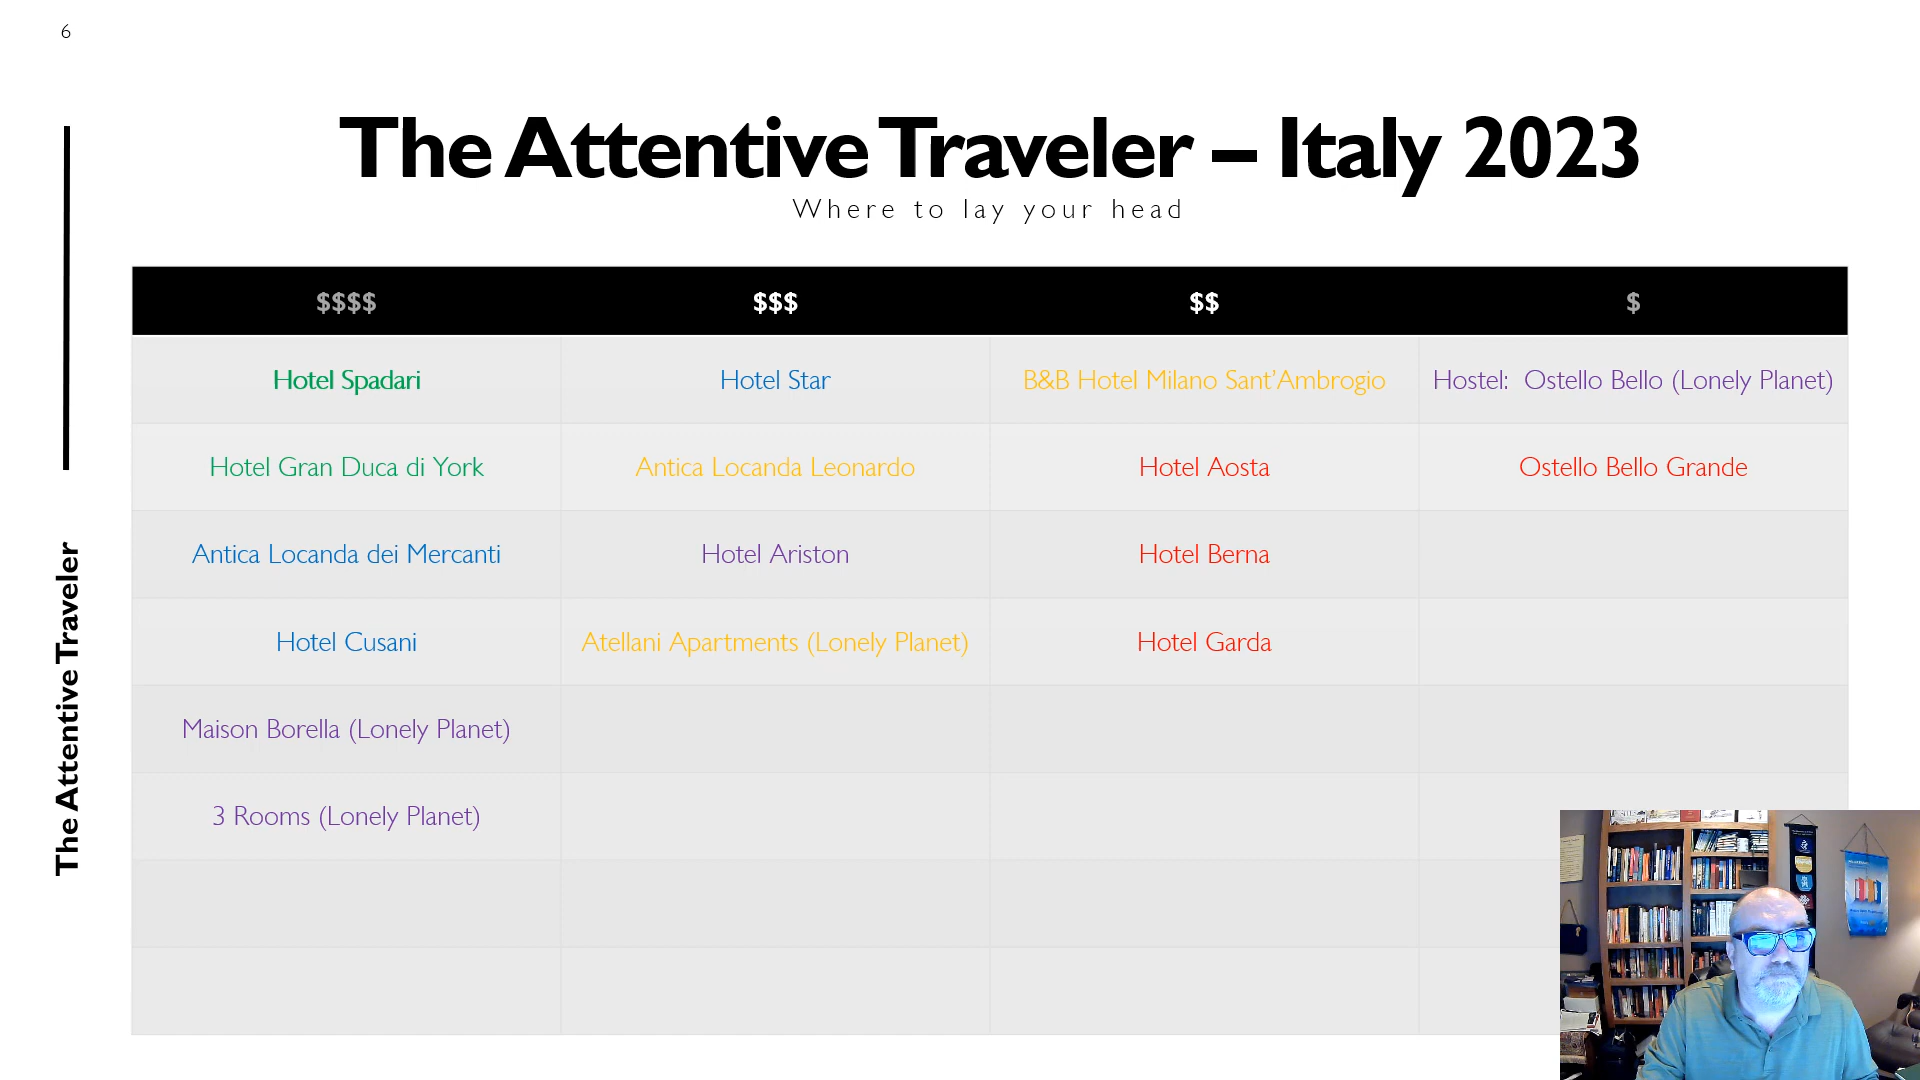 6
The Attentive Traveler – Italy 2023
Where to lay your head
$$$$ $$$ $$ $
Hotel Spadari Hotel Star B&B Hotel Milano Sant’Ambrogio Hostel: Ostello Bello (Lonely Planet)
Hotel Gran Duca di York Antica Locanda Leonardo Hotel Aosta Ostello Bello Grande
Antica Locanda dei Mercanti Hotel Ariston Hotel Berna
Hotel Cusani Atellani Apartments (Lonely Planet) Hotel Garda
Maison Borella (Lonely Planet)
3 Rooms (Lonely Planet)
The Attentive Traveler